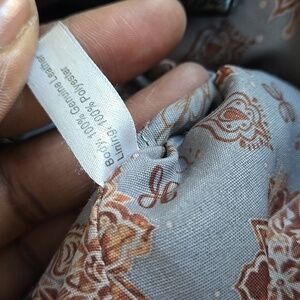 Body: 100% Genuine Leather
Lining: 100% Polyester